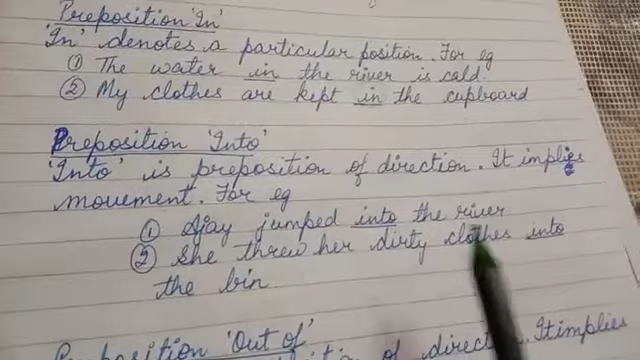 Preposition 'In'
'In' denotes a particular position. For eg
① The water in the river is cold.
② My clothes are kept in the cupboard
Preposition 'Into'
'Into' is preposition of direction. It implies
movement. For eg
① Ajay jumped into the river
② She threw her dirty clothes into
the bin
Preposition 'Out of'
of direct It implies